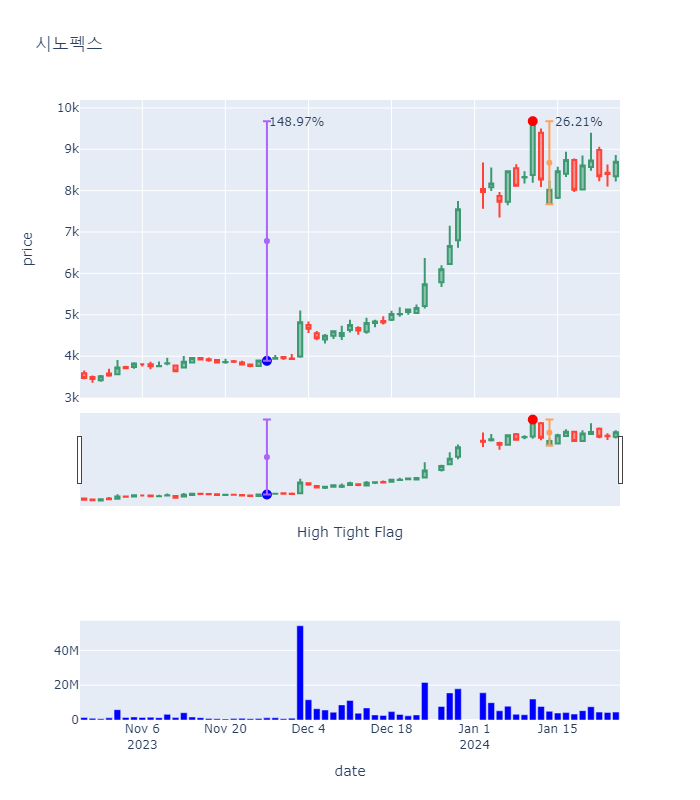 시노펙스
10k
148.97%
26.21%
9k
8k
7k
6k
5k
4k
3k
price
High Tight Flag
40M
20M
0
Nov 6
2023
Nov 20
Dec 4
Dec 18
Jan 1
2024
Jan 15
date